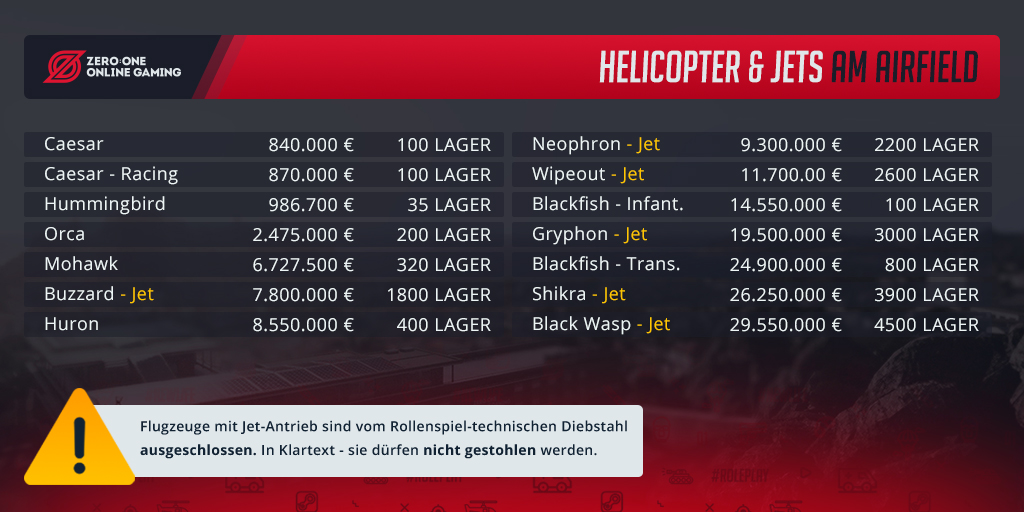 ZERO:ONE
ONLINE GAMING
HELICOPTER & JETS AM AIRFIELD
Caesar 840.000 € 100 LAGER
Caesar - Racing 870.000 € 100 LAGER
Hummingbird 986.700 € 35 LAGER
Orca 2.475.000 € 200 LAGER
Mohawk 6.727.500 € 320 LAGER
Buzzard - Jet 7.800.000 € 1800 LAGER
Huron 8.550.000 € 400 LAGER
Neophron - Jet 9.300.000 € 2200 LAGER
Wipeout - Jet 11.700.00 € 2600 LAGER
Blackfish - Infant. 14.550.000 € 100 LAGER
Gryphon - Jet 19.500.000 € 3000 LAGER
Blackfish - Trans. 24.900.000 € 800 LAGER
Shikra - Jet 26.250.000 € 3900 LAGER
Black Wasp - Jet 29.550.000 € 4500 LAGER
!
Flugzeuge mit Jet-Antrieb sind vom Rollenspiel-technischen Diebstahl
ausgeschlossen. In Klartext - sie dürfen nicht gestohlen werden.
#ROLEPLAY #ROLEPLAY